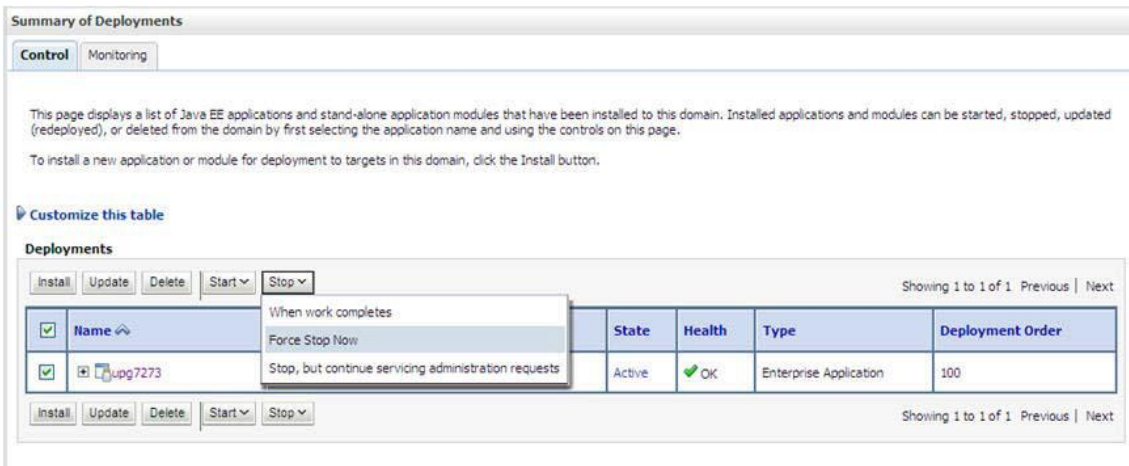 Summary of Deployments
Control Monitoring
This page displays a list of Java EE applications and stand-alone application modules that have been installed to this domain. Installed applications and modules can be started, stopped, updated
(redeployed), or deleted from the domain by first selecting the application name and using the controls on this page.
To install a new application or module for deployment to targets in this domain, click the Install button.
Customize this table
Deployments
Install Update Delete Start Stop Showing 1 to 1 of 1 Previous | Next
When work completes
Name State Health Type Deployment Order
Force Stop Now
upg7273 Active OK Enterprise Application 100
Stop, but continue servicing administration requests
Install Update Delete Start Stop Showing 1 to 1 of 1 Previous | Next